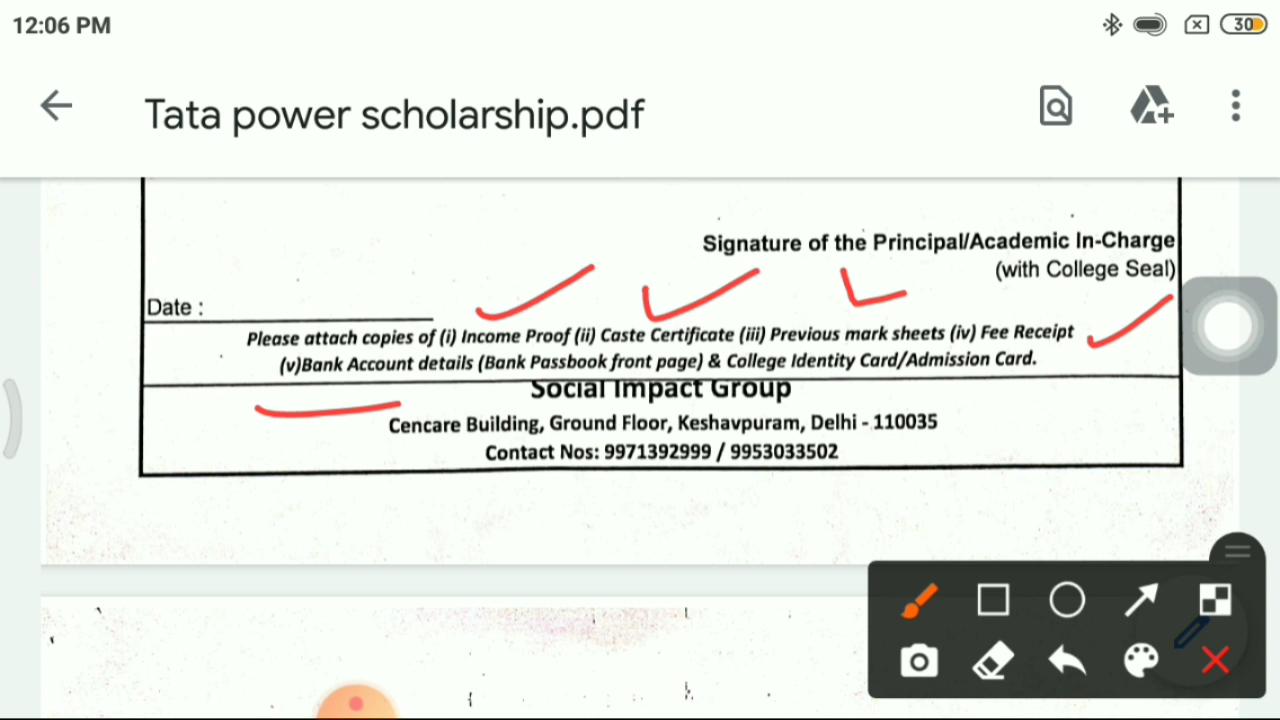 12:06 PM
30
Tata power scholarship.pdf
Signature of the Principal/Academic In-Charge
(with College Seal)
Date :
Please attach copies of (i) Income Proof (ii) Caste Certificate (iii) Previous mark sheets (iv) Fee Receipt
(v)Bank Account details (Bank Passbook front page) & College Identity Card/Admission Card.
Social Impact Group
Cencare Building, Ground Floor, Keshavpuram, Delhi - 110035
Contact Nos: 9971392999 / 9953033502